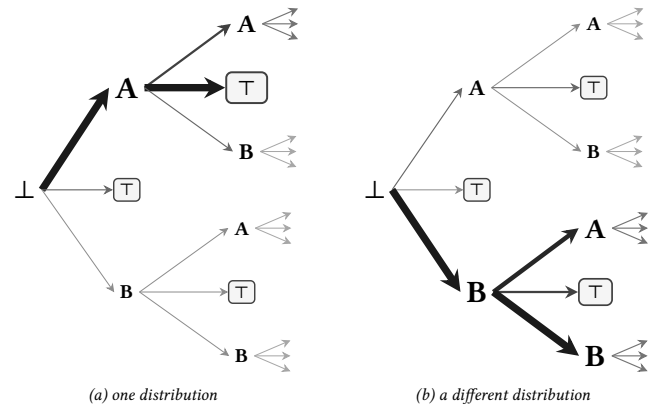 A
A
A
⊤
A
⊤
B
B
⊥
⊤
⊥
⊤
A
A
B
⊤
B
⊤
B
B
(a) one distribution
(b) a different distribution